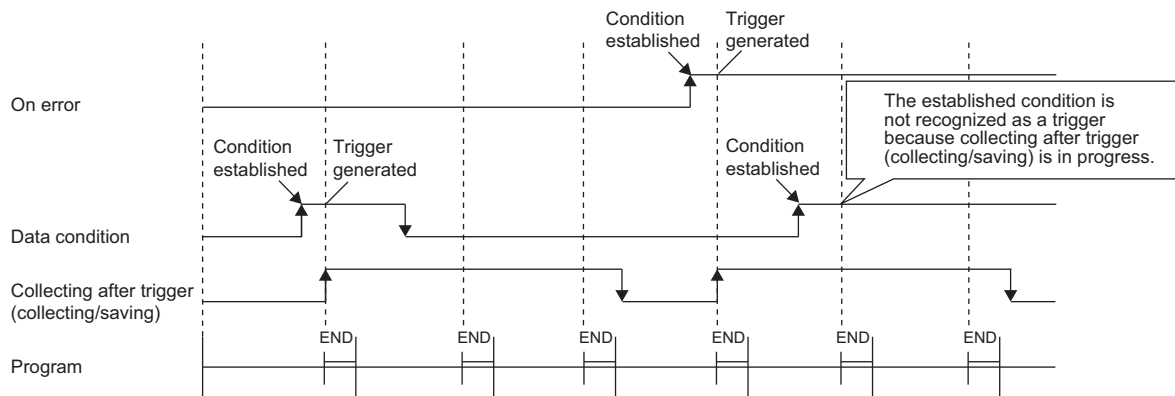 Condition
established
Trigger
generated
On error
The established condition is
not recognized as a trigger
because collecting after trigger
(collecting/saving) is in progress.
Condition
established
Trigger
generated
Condition
established
Data condition
Collecting after trigger
(collecting/saving)
END
END
END
END
END
END
Program